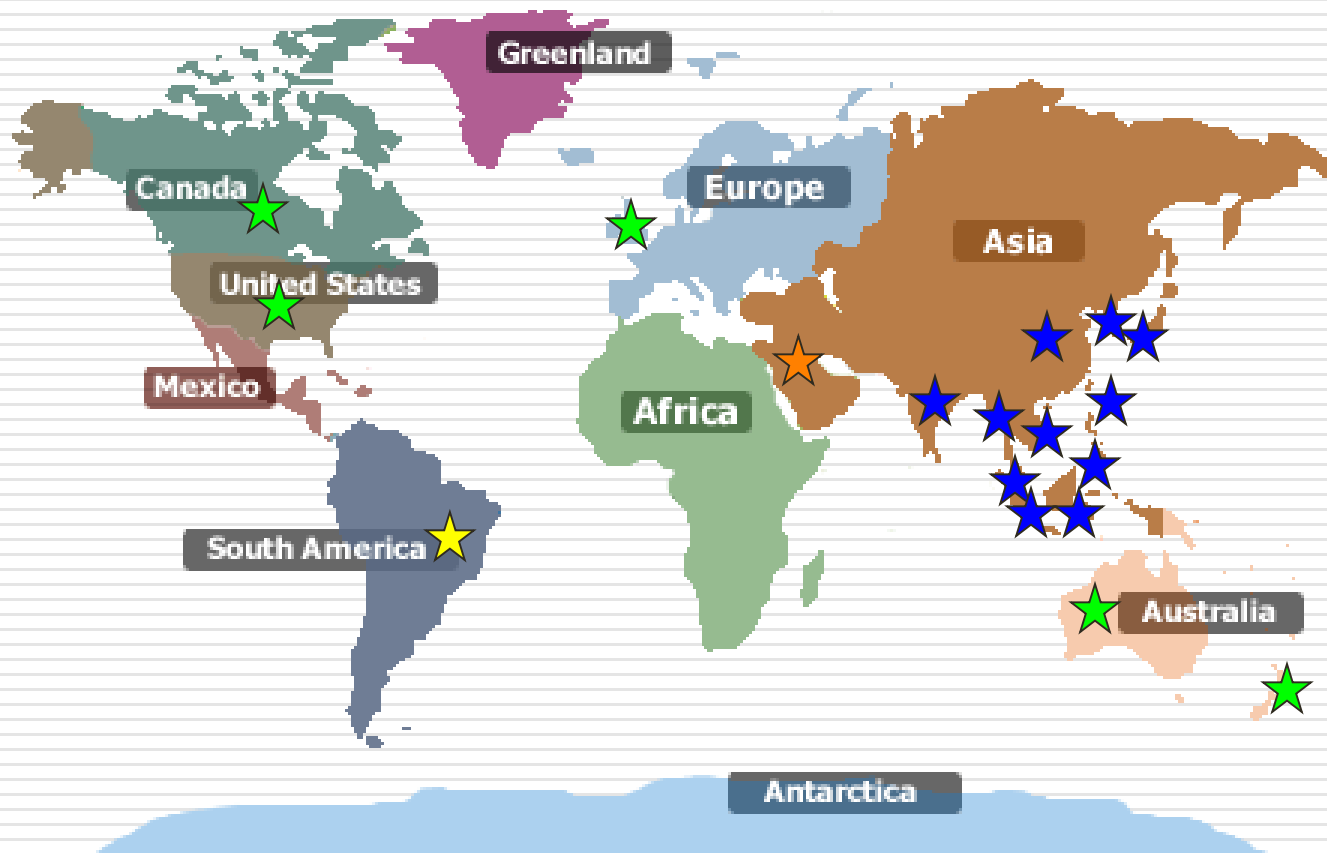 Greenland
Canada
Europe
Asia
United States
Mexico
Africa
South America
Australia
Antarctica